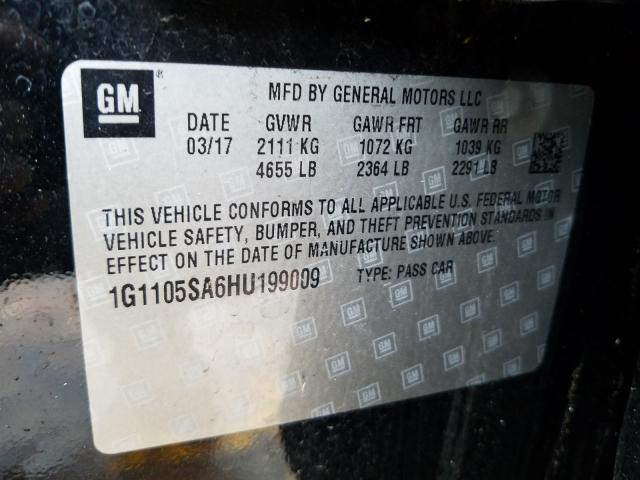 GM ®
MFD BY GENERAL MOTORS LLC
DATE GVWR GAWR FRT GAWR RR
03/17 2111 KG 1072 KG 1039 KG
4655 LB 2364 LB 2291 LB
THIS VEHICLE CONFORMS TO ALL APPLICABLE U.S. FEDERAL MOTOR
VEHICLE SAFETY, BUMPER, AND THEFT PREVENTION STANDARDS IN
EFFECT ON THE DATE OF MANUFACTURE SHOWN ABOVE.
1G1105SA6HU199009 TYPE: PASS CAR